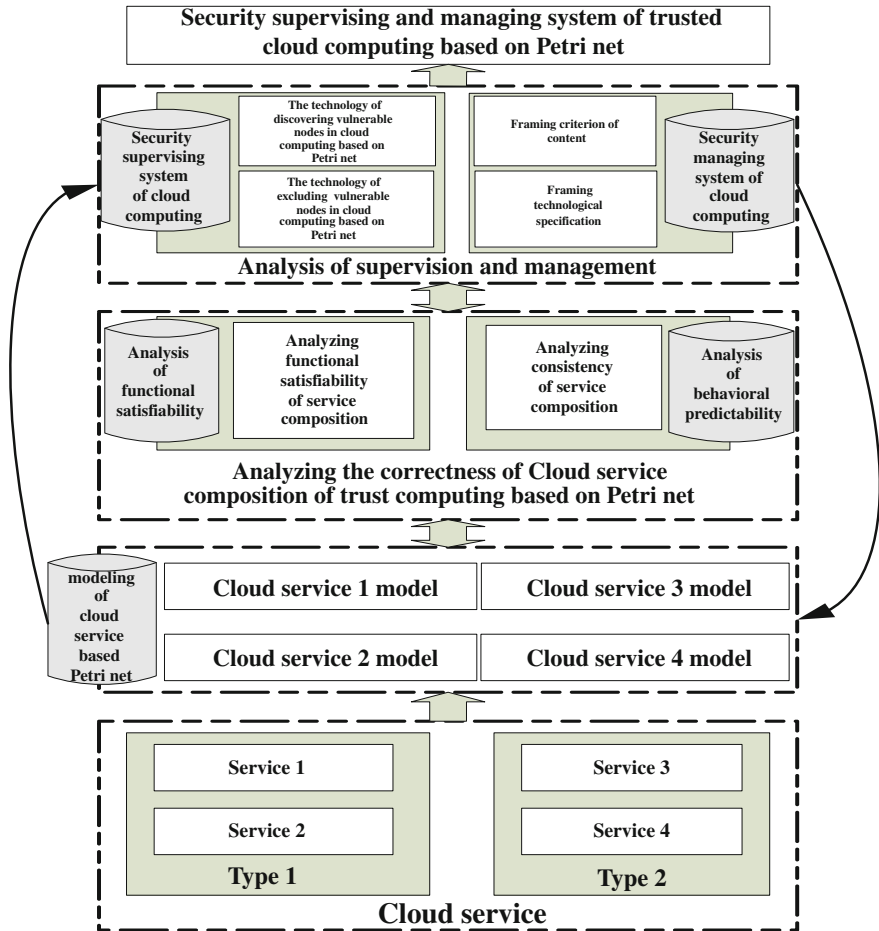 Security supervising and managing system of trusted
cloud computing based on Petri net
Security
supervising
system
of cloud
computing
The technology of
discovering vulnerable
nodes in cloud
computing based on
Petri net
The technology of
excluding vulnerable
nodes in cloud
computing based on
Petri net
Framing criterion of
content
Framing
technological
specification
Security
managing
system of
cloud
computing
Analysis of supervision and management
Analysis
of
functional
satisfiability
Analyzing
functional
satisfiability
of service
composition
Analyzing
consistency
of service
composition
Analysis
of
behavioral
predictability
Analyzing the correctness of Cloud service
composition of trust computing based on Petri net
modeling
of
cloud
service
based
Petri net
Cloud service 1 model
Cloud service 3 model
Cloud service 2 model
Cloud service 4 model
Service 1
Service 2
Type 1
Service 3
Service 4
Type 2
Cloud service